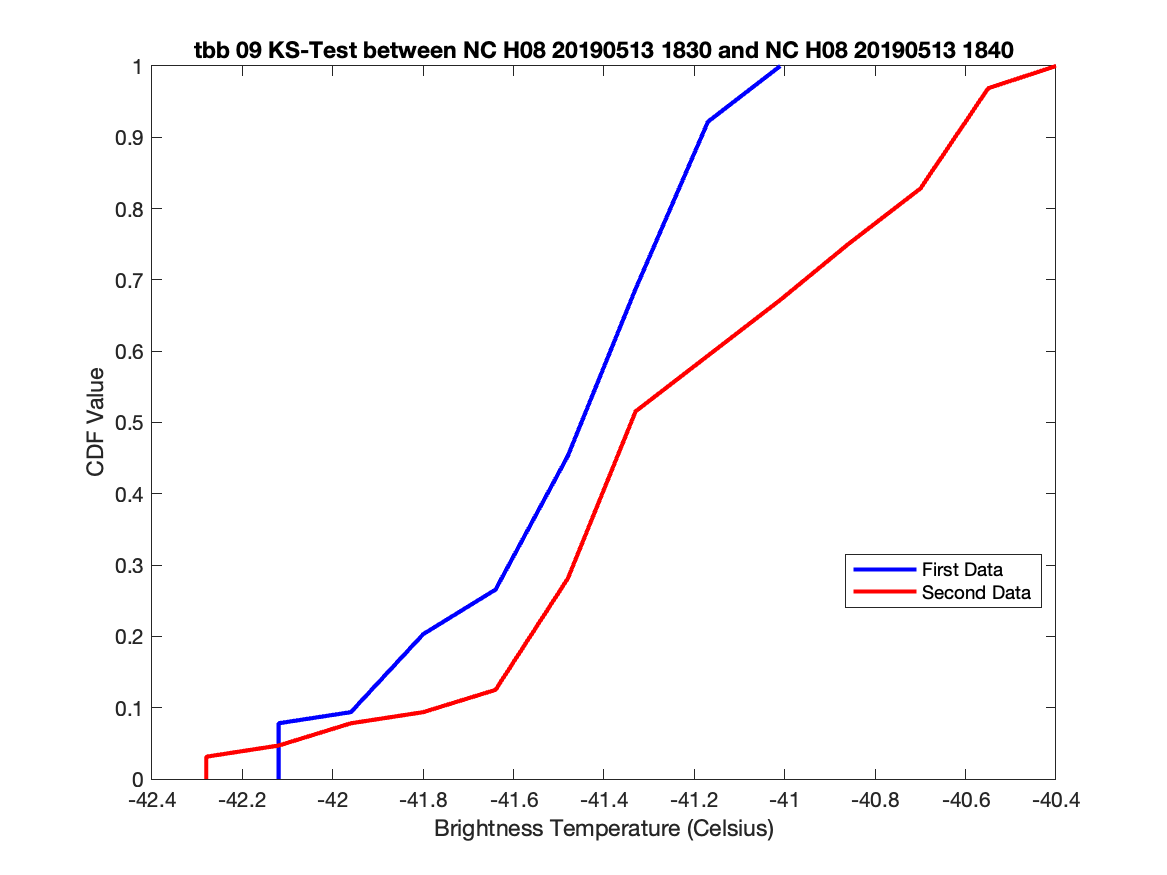 tbb 09 KS-Test between NC H08 20190513 1830 and NC H08 20190513 1840
1
0.9
0.8
0.7
0.6
0.5
0.4
0.3
0.2
0.1
0
CDF Value
First Data
Second Data
-42.4 -42.2 -42 -41.8 -41.6 -41.4 -41.2 -41 -40.8 -40.6 -40.4
Brightness Temperature (Celsius)